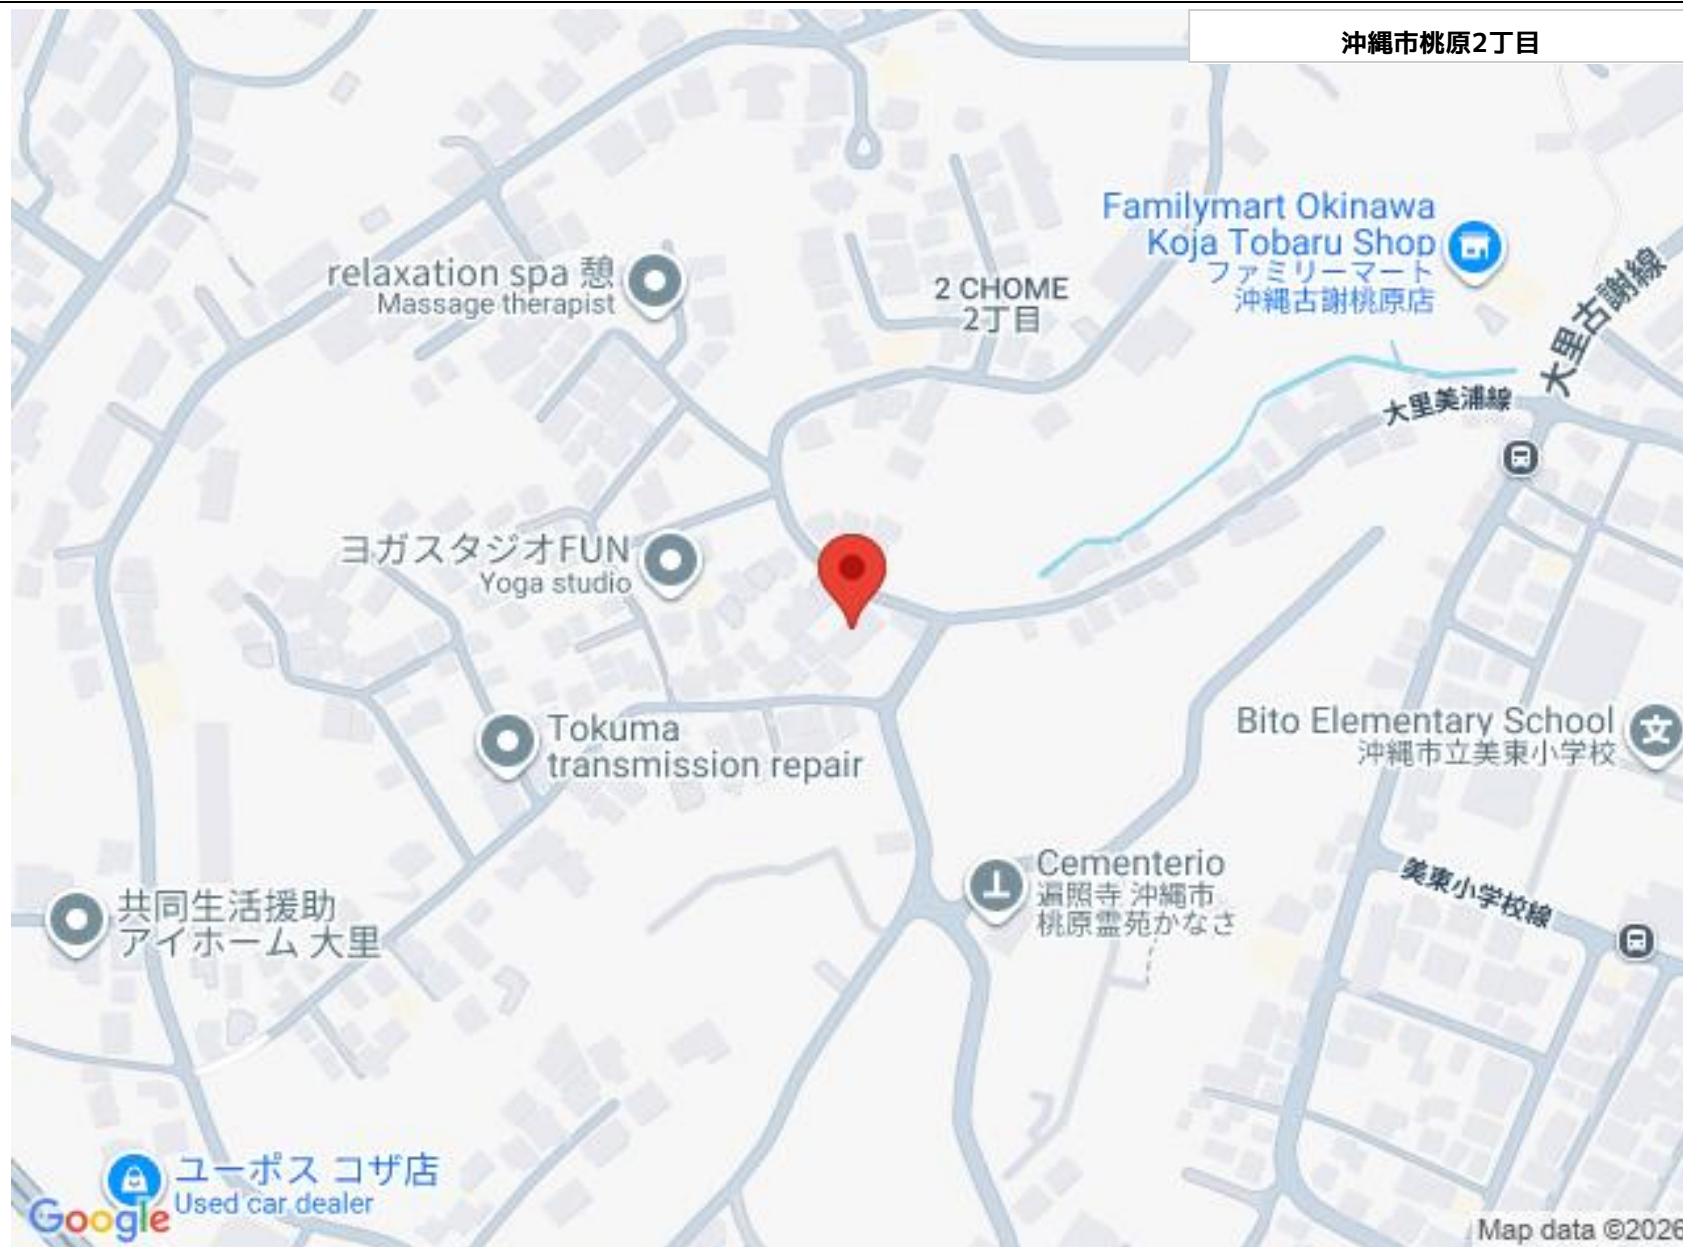 沖縄市桃原2丁目
Familymart Okinawa
Koja Tobaru Shop
ファミリーマート
沖縄古謝桃原店
大里古謝線
relaxation spa 憩
Massage therapist
2 CHOME
2丁目
大里美浦線
ヨガスタジオFUN
Yoga studio
Tokuma
transmission repair
Bito Elementary School
沖縄市立美東小学校
文
Cementerio
遍照寺 沖縄市
桃原霊苑かなさ
美東小学校線
共同生活援助
アイホーム 大里
ユーポス コザ店
Used car dealer
Google
Map data ©2026